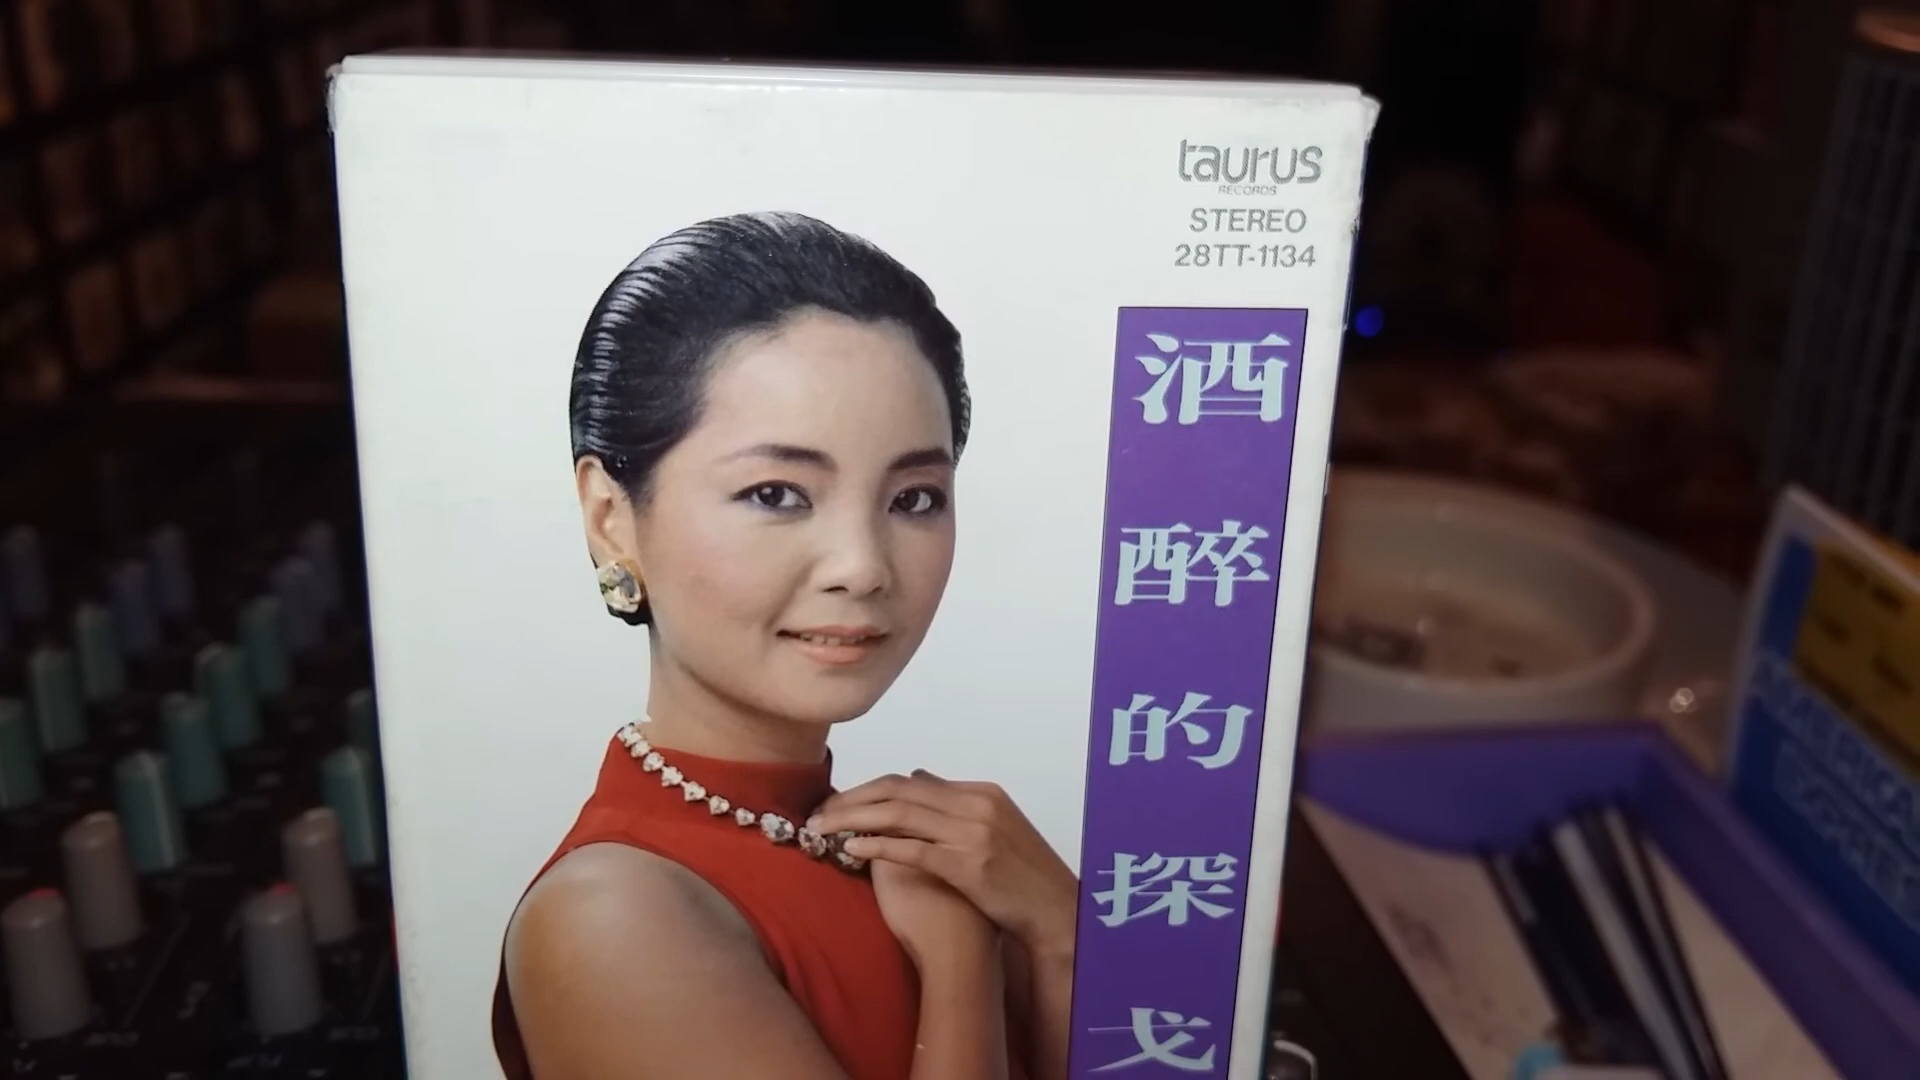 taurus
RECORDS
STEREO
28TT-1134
酒醉的探戈